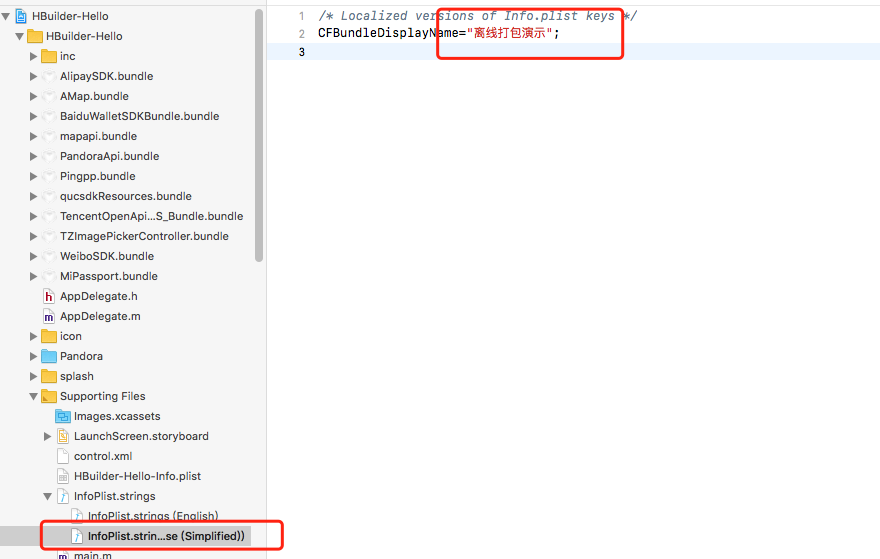 HBuilder-Hello
HBuilder-Hello
inc
AlipaySDK.bundle
AMap.bundle
BaiduWalletSDKBundle.bundle
mapapi.bundle
PandoraApi.bundle
Pingpp.bundle
qucsdkResources.bundle
TencentOpenApi...S_Bundle.bundle
TZImagePickerController.bundle
WeiboSDK.bundle
MiPassport.bundle
h AppDelegate.h
m AppDelegate.m
icon
Pandora
splash
Supporting Files
Images.xcassets
LaunchScreen.storyboard
control.xml
HBuilder-Hello-Info.plist
InfoPlist.strings
InfoPlist.strings (English)
InfoPlist.strin...se (Simplified))
m main.m
1 /* Localized versions of Info.plist keys */
2 CFBundleDisplayName="离线打包演示";
3